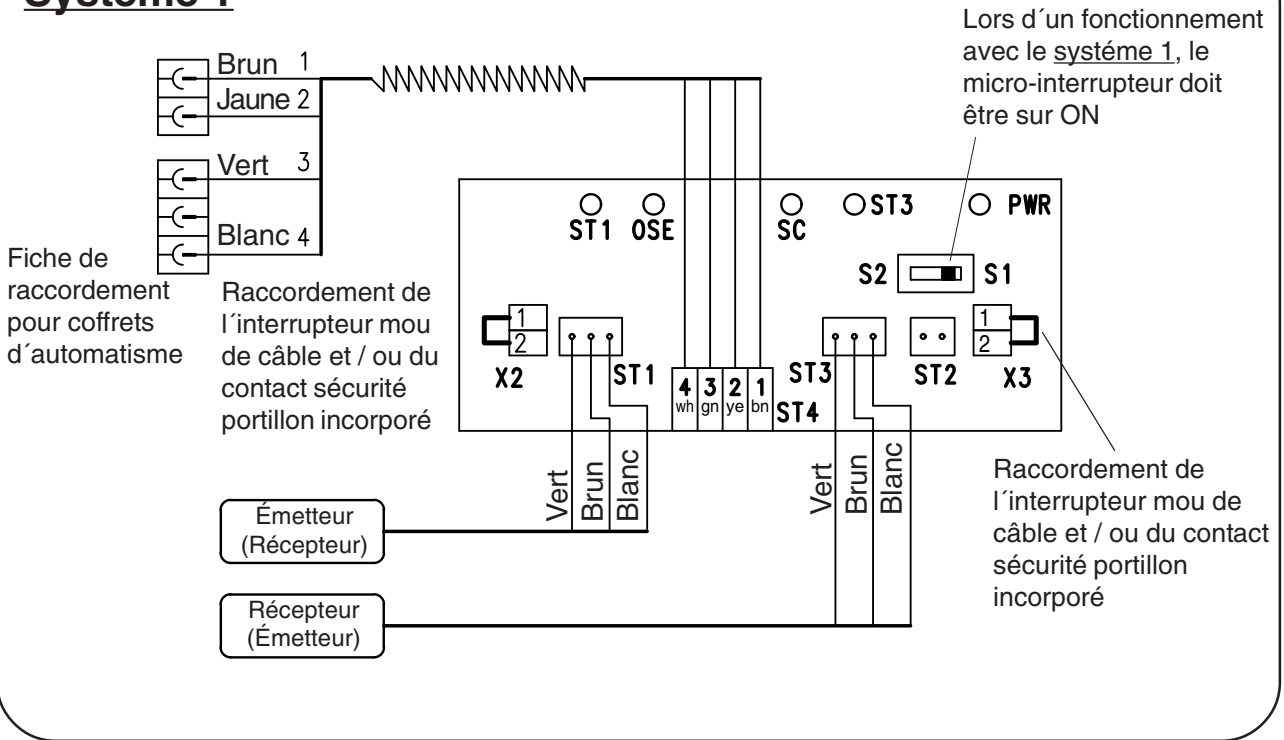 Système 1
Lors d´un fonctionnement
avec le systéme 1, le
micro-interrupteur doit
être sur ON
Brun 1
Jaune 2
Vert 3
Blanc 4
Fiche de
raccordement
pour coffrets
d´automatisme
Raccordement de
l´interrupteur mou
de câble et / ou du
contact sécurité
portillon incorporé
ST1 OSE SC ST3 PWR
S2 S1
1
2
X2
ST1
4 3 2 1
wh gn ye bn
ST4
ST3
ST2
1
2
X3
Vert
Brun
Blanc
Vert
Brun
Blanc
Émetteur
(Récepteur)
Récepteur
(Émetteur)
Raccordement de
l´interrupteur mou de
câble et / ou du contact
sécurité portillon
incorporé